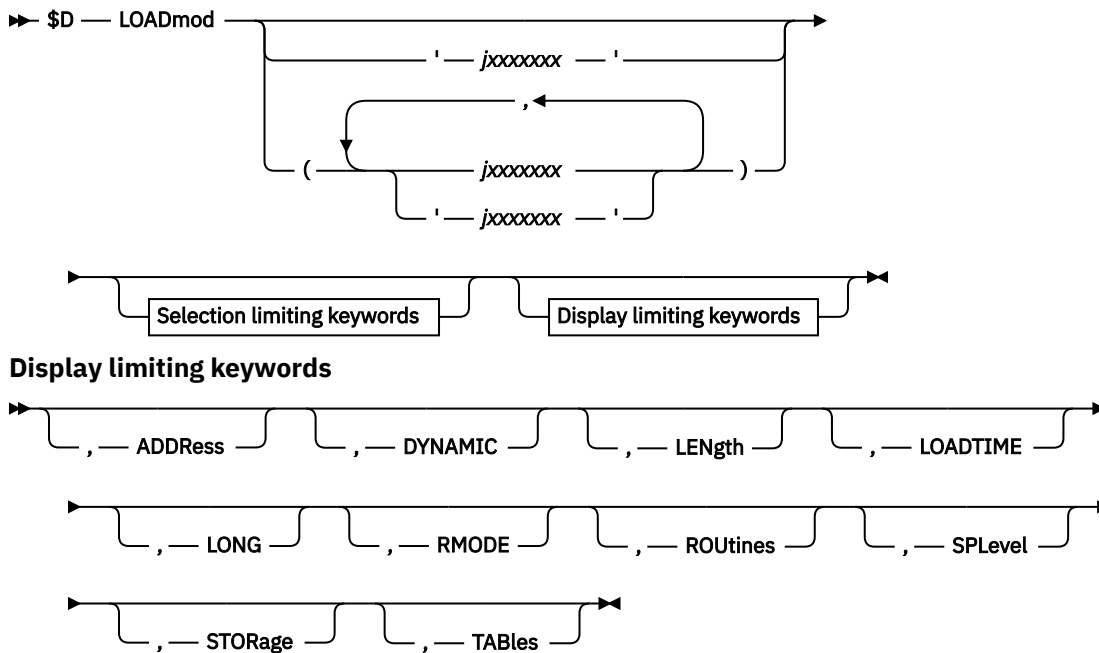 $D LOADmod
' jxxxxxxx '
,
( jxxxxxxx )
' jxxxxxxx '
Selection limiting keywords Display limiting keywords
Display limiting keywords
, ADDRess , DYNAMIC , LENgth , LOADTIME
, LONG , RMODE , ROUtines , SPLevel
, STORage , TABles